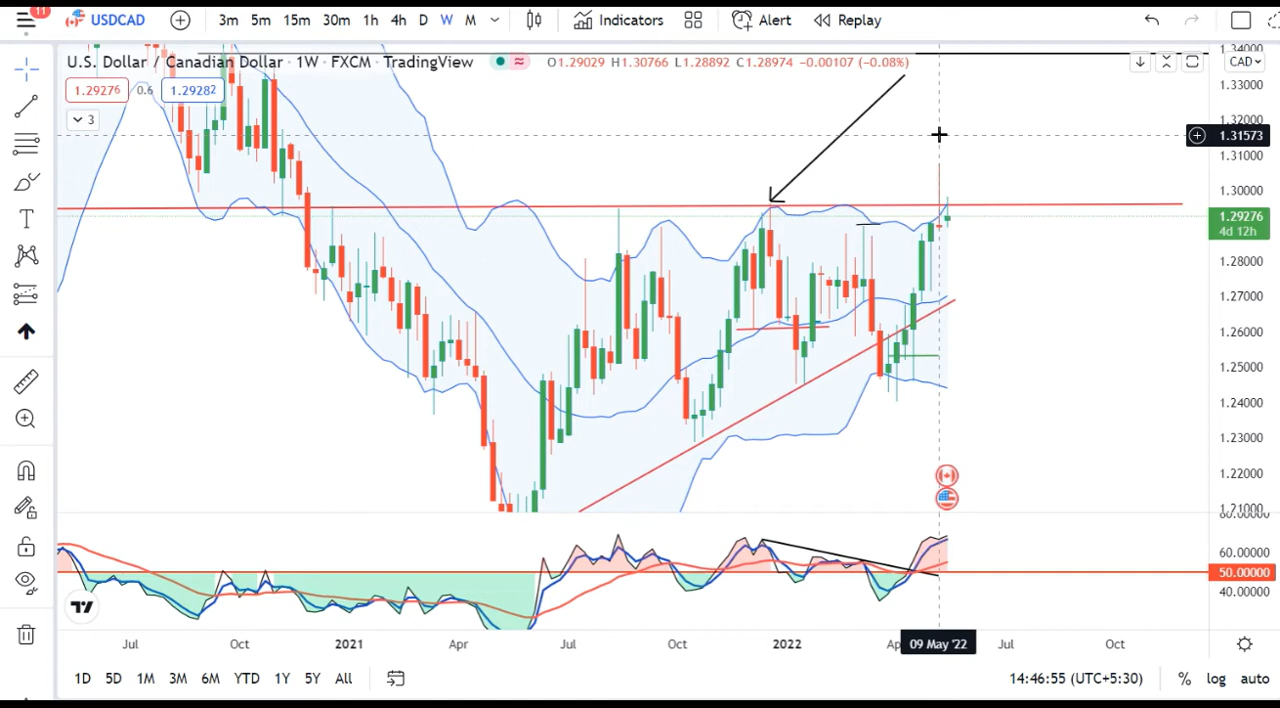 11
USDCAD
3m 5m 15m 30m 1h 4h D W M
Indicators
Alert
Replay
U.S. Dollar / Canadian Dollar · 1W · FXCM · TradingView
O1.29029 H1.30766 L1.28892 C1.28974 −0.00107 (−0.08%)
CAD
1.29276 0.6 1.29282
3
1.34000
1.33000
1.32000
1.31573
1.31000
1.30000
1.29276
4d 12h
1.28000
1.27000
1.26000
1.25000
1.24000
1.23000
1.22000
60.00000
50.00000
40.00000
Jul Oct 2021 Apr Jul Oct 2022 09 May '22 Jul Oct
1D 5D 1M 3M 6M YTD 1Y 5Y All
14:46:55 (UTC+5:30)
% log auto